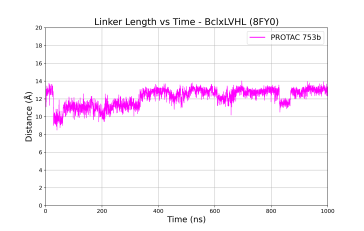 Linker Length vs Time - BclxLVHL (8FY0)
PROTAC 753b
Distance (Å)
20
18
16
14
12
10
8
6
4
2
0
0 200 400 600 800 1000
Time (ns)